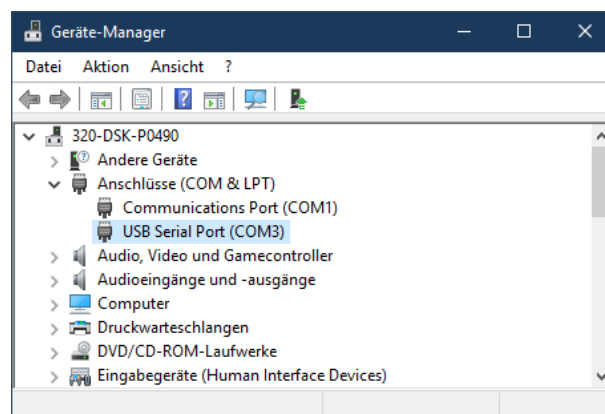 Geräte-Manager
Datei Aktion Ansicht ?
320-DSK-P0490
Andere Geräte
Anschlüsse (COM & LPT)
Communications Port (COM1)
USB Serial Port (COM3)
Audio, Video und Gamecontroller
Audioeingänge und -ausgänge
Computer
Druckwarteschlangen
DVD/CD-ROM-Laufwerke
Eingabegeräte (Human Interface Devices)